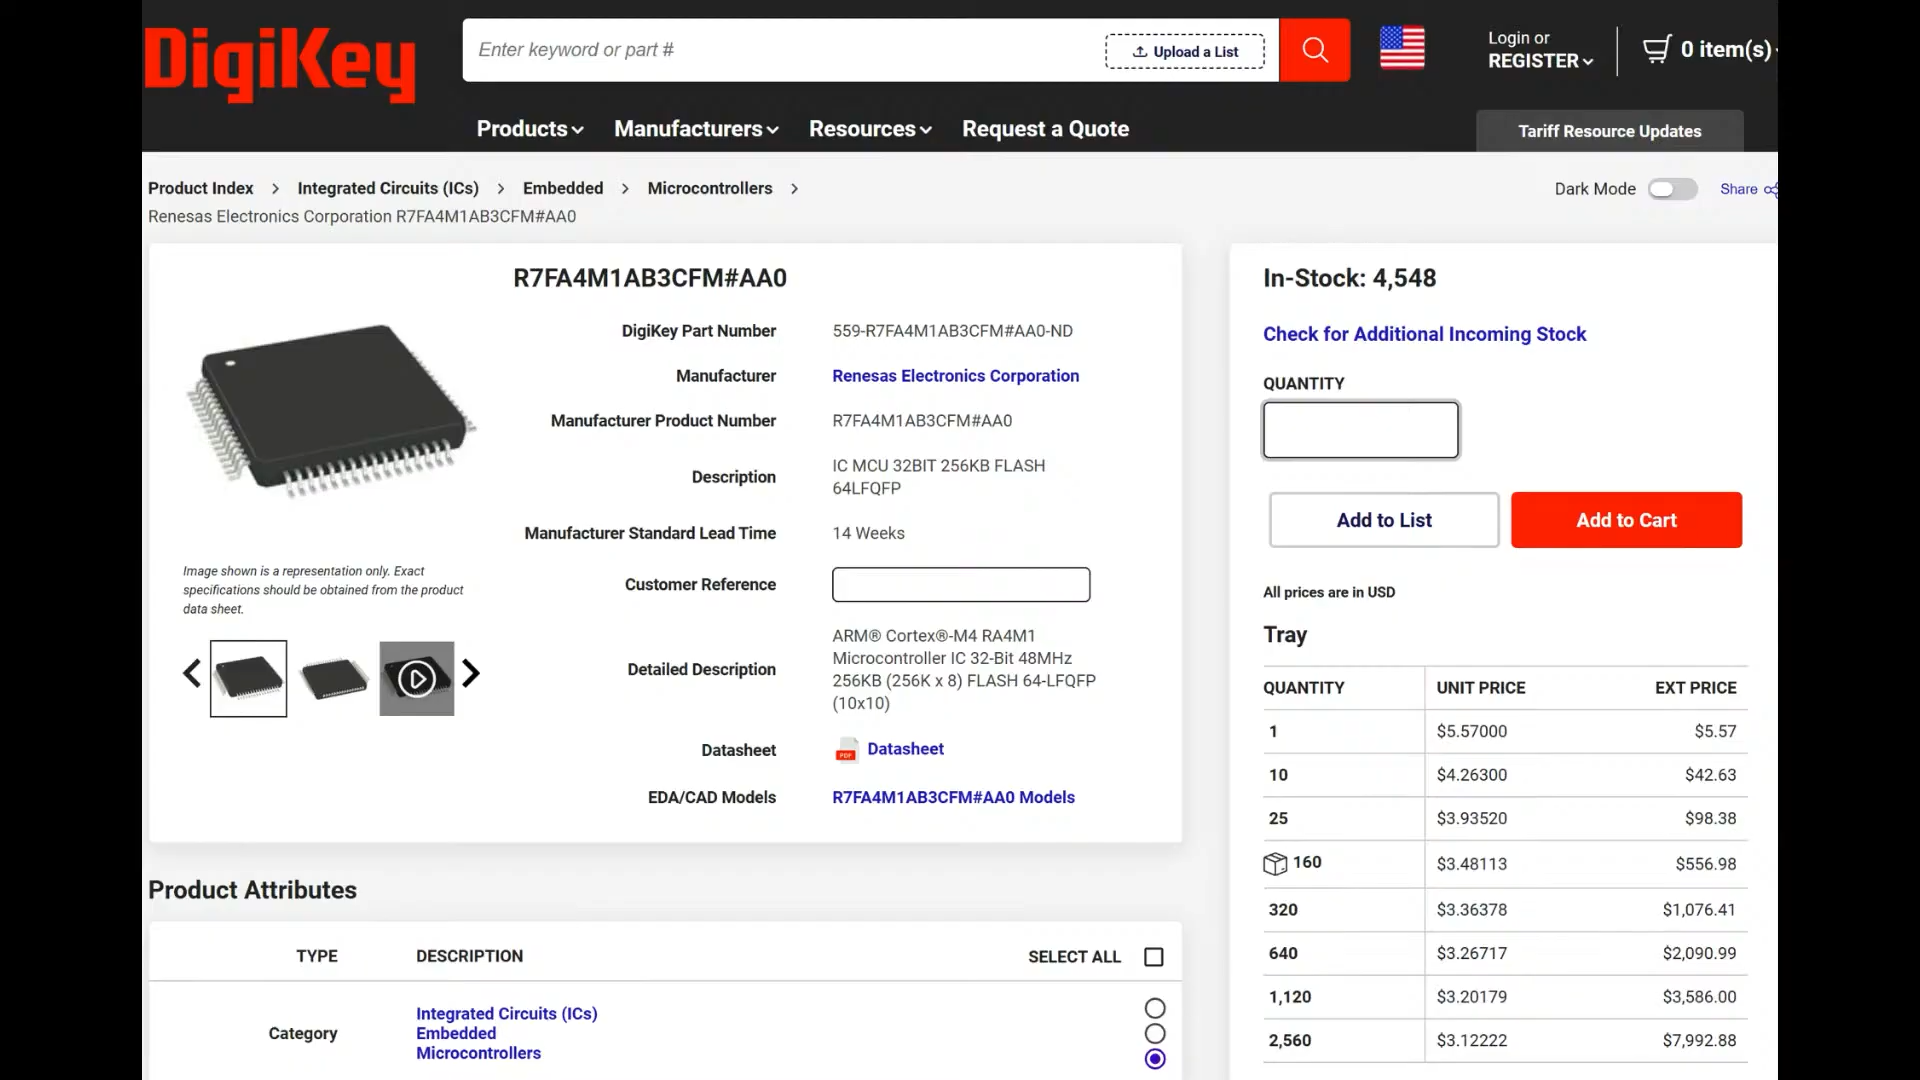 DigiKey
Enter keyword or part #
Upload a List
Login or
REGISTER
0 item(s)
Products
Manufacturers
Resources
Request a Quote
Tariff Resource Updates
Product Index > Integrated Circuits (ICs) > Embedded > Microcontrollers >
Renesas Electronics Corporation R7FA4M1AB3CFM#AA0
Dark Mode
Share
R7FA4M1AB3CFM#AA0
DigiKey Part Number 559-R7FA4M1AB3CFM#AA0-ND
Manufacturer Renesas Electronics Corporation
Manufacturer Product Number R7FA4M1AB3CFM#AA0
Description IC MCU 32BIT 256KB FLASH
64LFQFP
Manufacturer Standard Lead Time 14 Weeks
Customer Reference
Detailed Description ARM® Cortex®-M4 RA4M1
Microcontroller IC 32-Bit 48MHz
256KB (256K x 8) FLASH 64-LFQFP
(10x10)
Datasheet PDF Datasheet
EDA/CAD Models R7FA4M1AB3CFM#AA0 Models
Image shown is a representation only. Exact
specifications should be obtained from the product
data sheet.
In-Stock: 4,548
Check for Additional Incoming Stock
QUANTITY
Add to List
Add to Cart
All prices are in USD
Tray
QUANTITY UNIT PRICE EXT PRICE
1 $5.57000 $5.57
10 $4.26300 $42.63
25 $3.93520 $98.38
160 $3.48113 $556.98
320 $3.36378 $1,076.41
640 $3.26717 $2,090.99
1,120 $3.20179 $3,586.00
2,560 $3.12222 $7,992.88
Product Attributes
TYPE DESCRIPTION SELECT ALL
Category Integrated Circuits (ICs)
Embedded
Microcontrollers